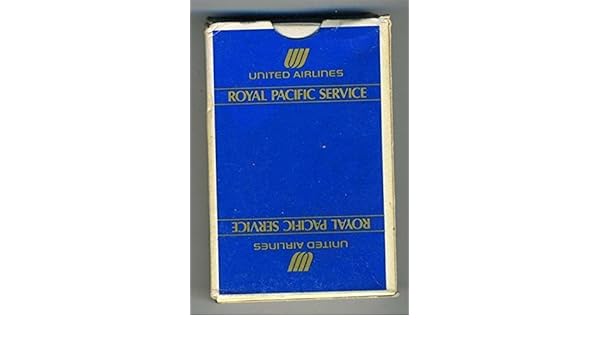 UNITED AIRLINES
ROYAL PACIFIC SERVICE
ROYAL PACIFIC SERVICE
UNITED AIRLINES